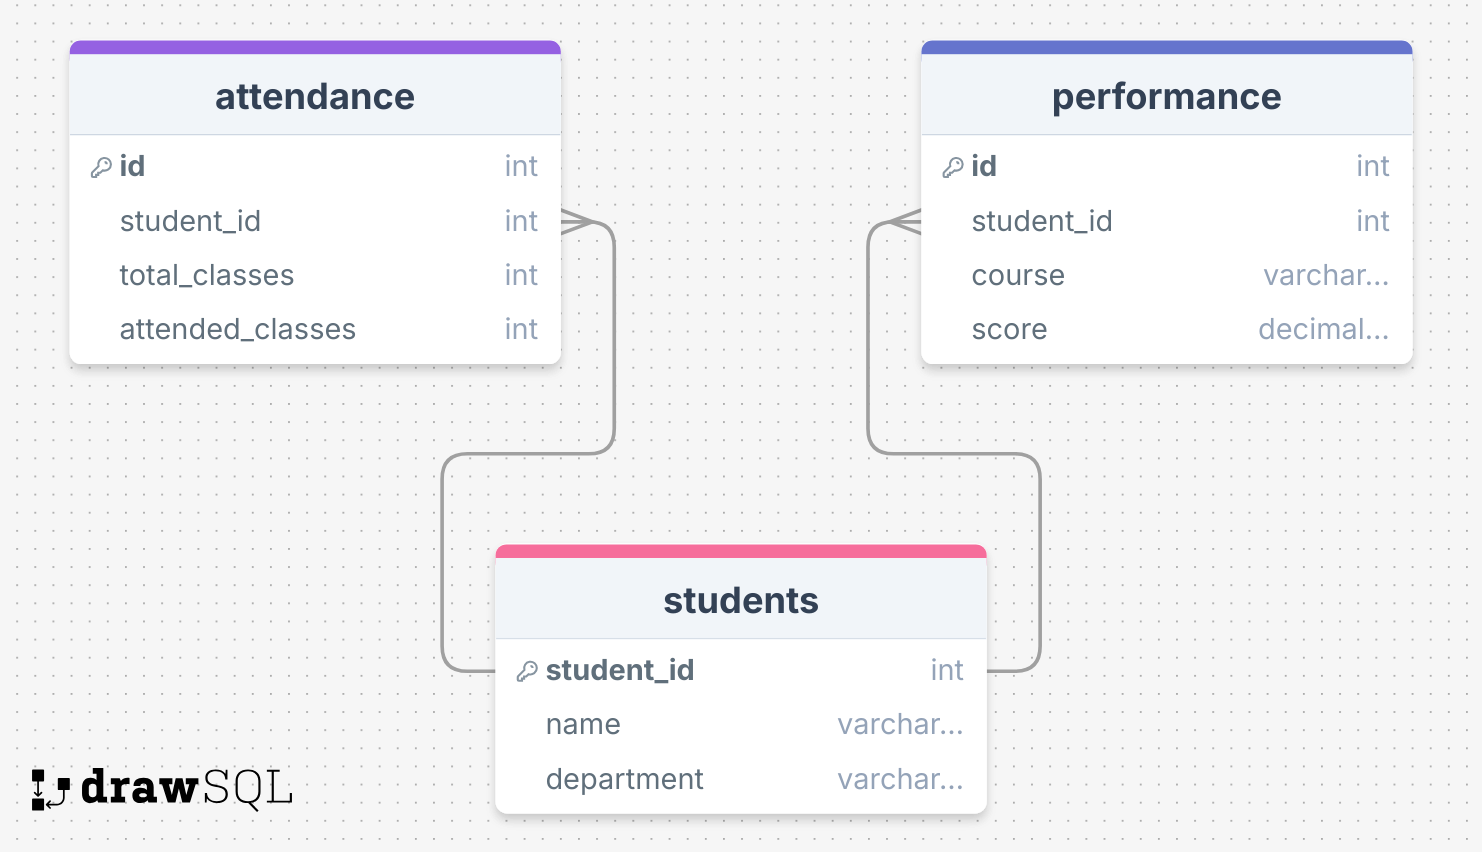 attendance
id int
student_id int
total_classes int
attended_classes int
performance
id int
student_id int
course varchar...
score decimal...
students
student_id int
name varchar...
department varchar...
drawSQL